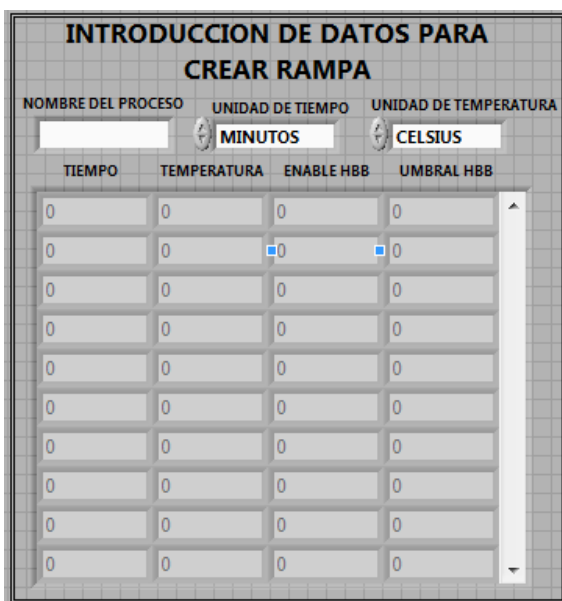 INTRODUCCION DE DATOS PARA
CREAR RAMPA
NOMBRE DEL PROCESO UNIDAD DE TIEMPO UNIDAD DE TEMPERATURA
MINUTOS CELSIUS
TIEMPO TEMPERATURA ENABLE HBB UMBRAL HBB
0 0 0 0
0 0 0 0
0 0 0 0
0 0 0 0
0 0 0 0
0 0 0 0
0 0 0 0
0 0 0 0
0 0 0 0
0 0 0 0